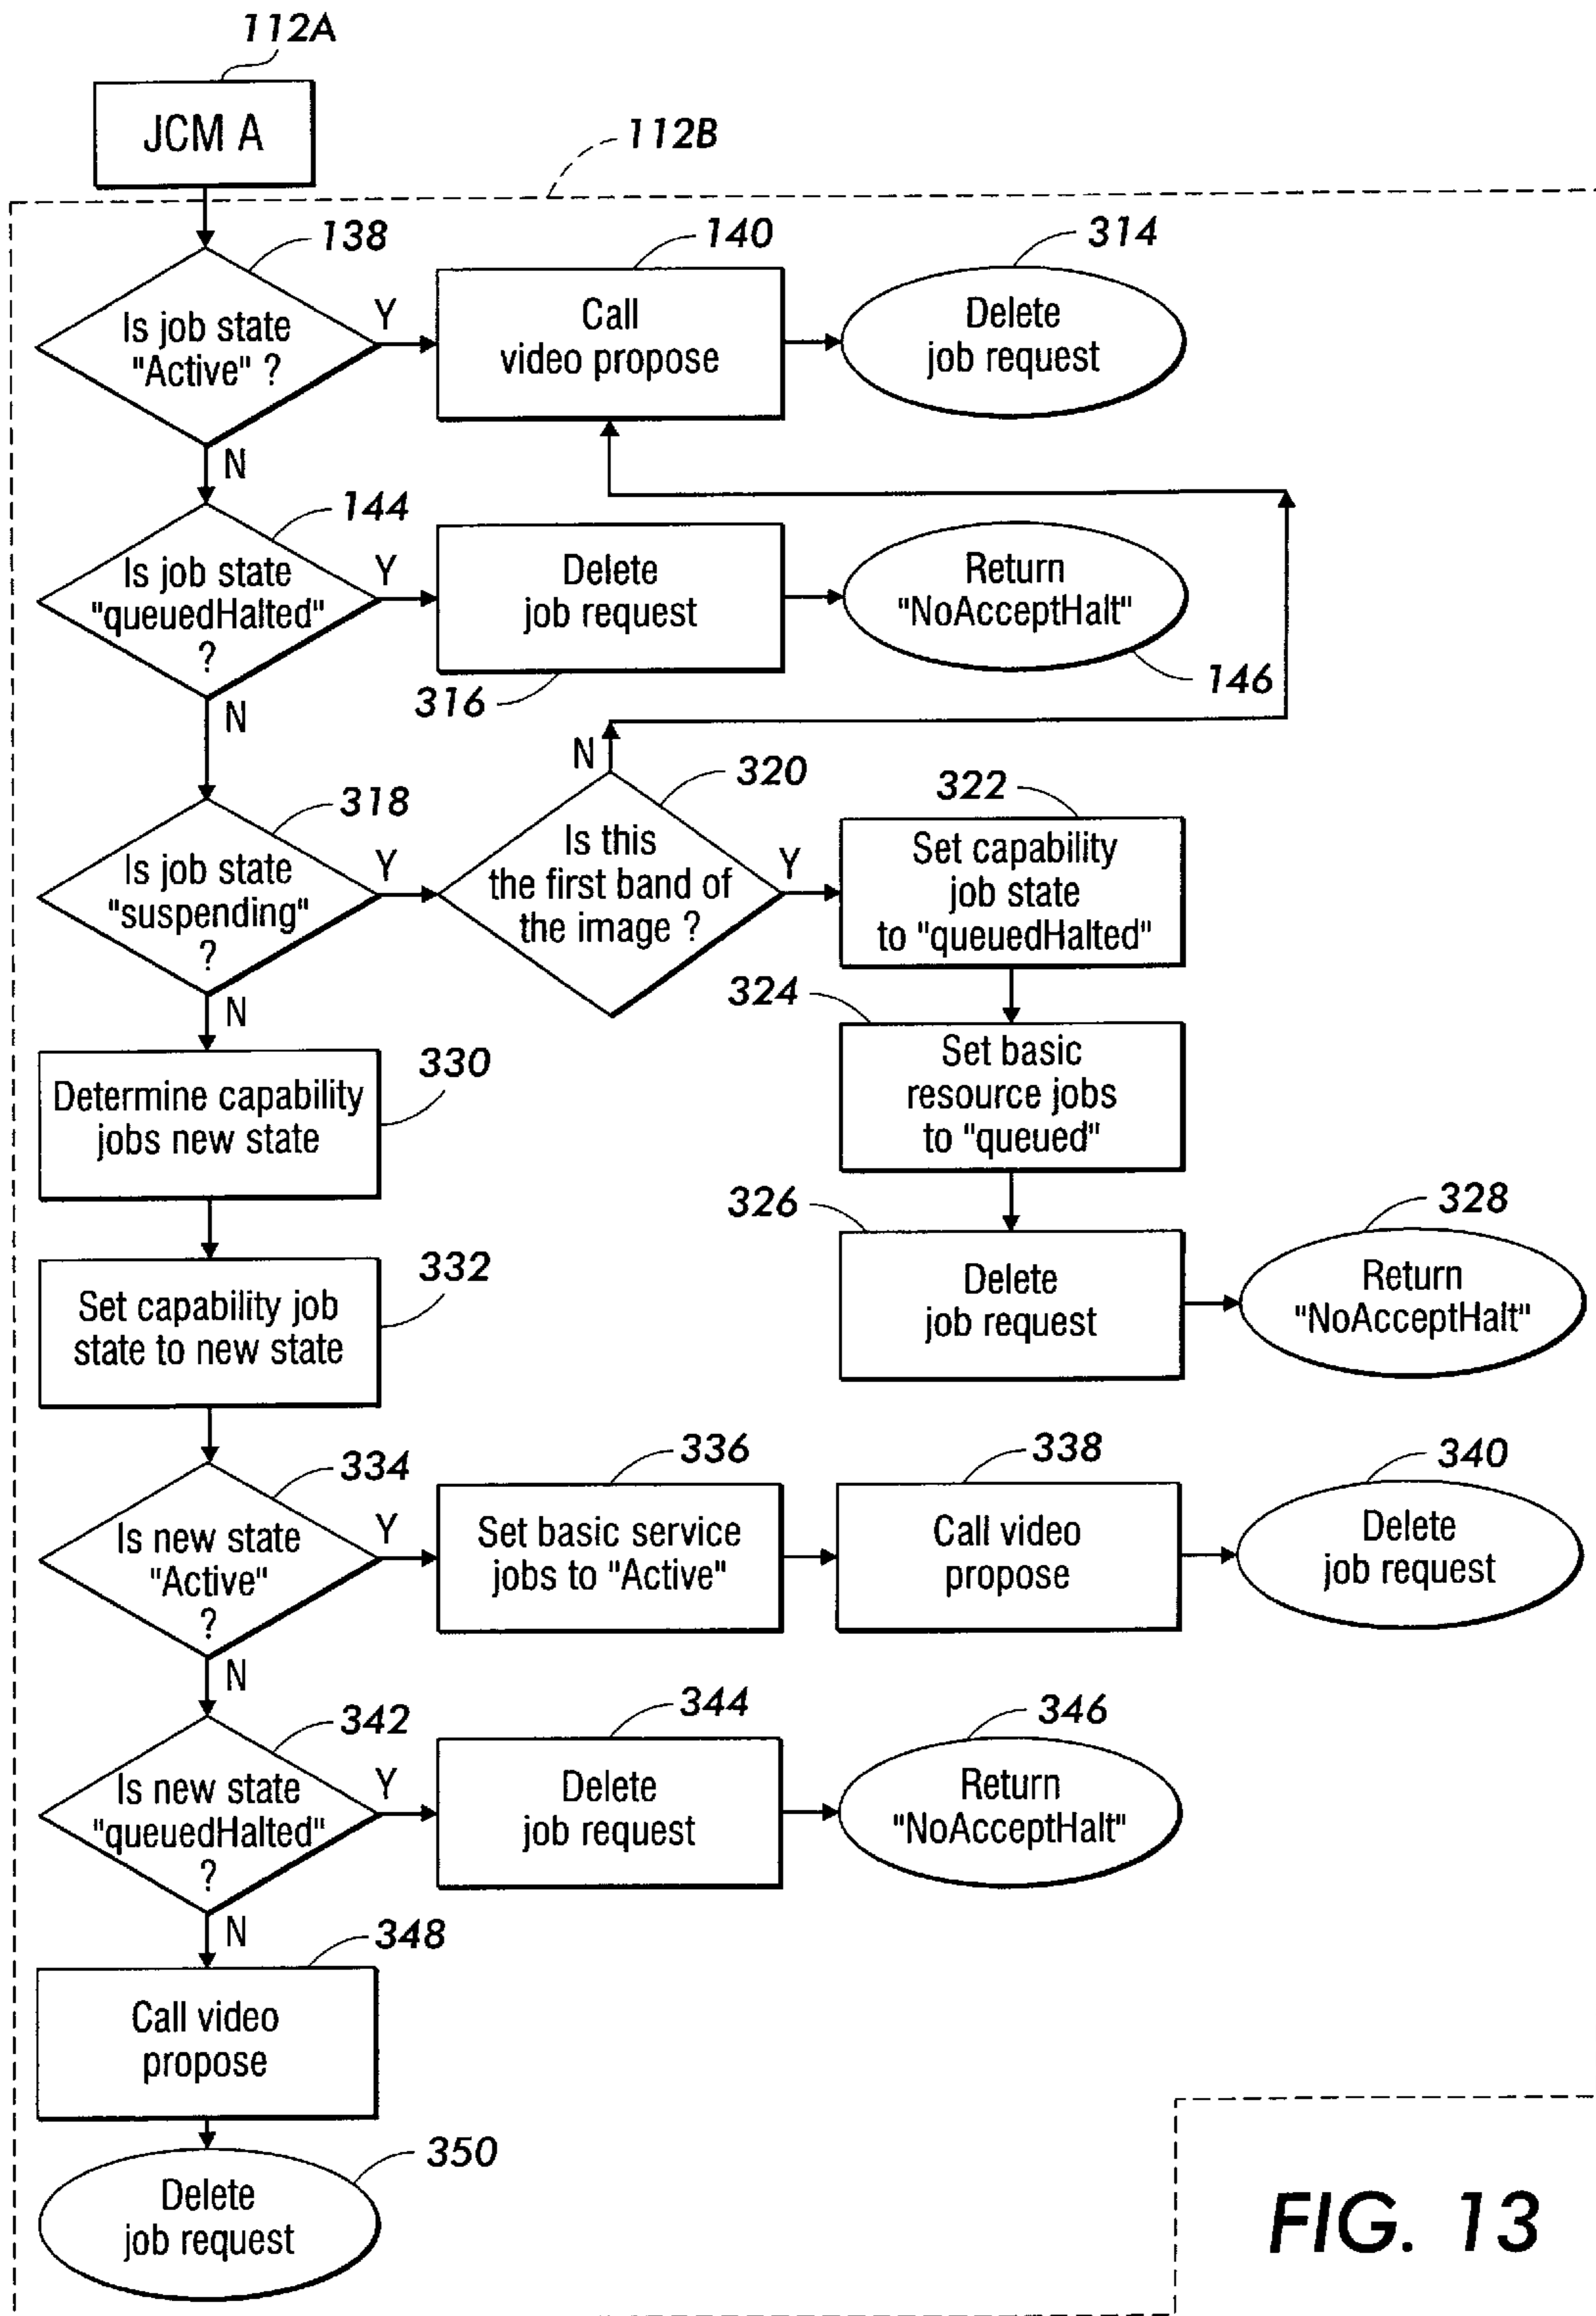 112A
JCM A
112B
138
140
314
Is job state
"Active" ?
Y
Call
video propose
Delete
job request
N
144
Is job state
"queuedHalted"
?
Y
Delete
job request
Return
"NoAcceptHalt"
316
146
N
N
318
320
322
Is job state
"suspending"
?
Y
Is this
the first band of
the image ?
Y
Set capability
job state
to "queuedHalted"
N
324
330
Determine capability
jobs new state
Set basic
resource jobs
to "queued"
326
328
332
Set capability job
state to new state
Delete
job request
Return
"NoAcceptHalt"
334
336
338
340
Is new state
"Active"
?
Y
Set basic service
jobs to "Active"
Call video
propose
Delete
job request
N
342
344
346
Is new state
"queuedHalted"
?
Y
Delete
job request
Return
"NoAcceptHalt"
N
348
Call video
propose
350
Delete
job request
FIG. 13